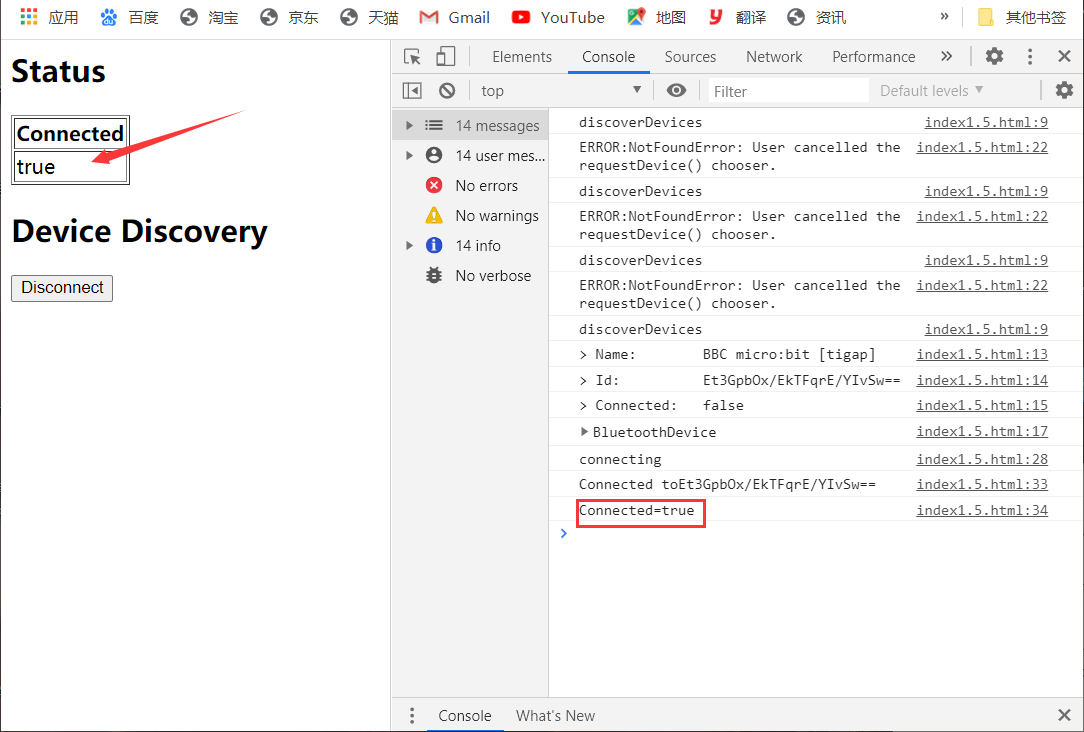 应用 百度 淘宝 京东 天猫 Gmail YouTube 地图 翻译 资讯 » 其他书签
Status
Connected
true
Device Discovery
Disconnect
Elements Console Sources Network Performance »
top Filter Default levels
14 messages
14 user mes...
No errors
No warnings
14 info
No verbose
discoverDevices index1.5.html:9
ERROR:NotFoundError: User cancelled the index1.5.html:22
requestDevice() chooser.
discoverDevices index1.5.html:9
ERROR:NotFoundError: User cancelled the index1.5.html:22
requestDevice() chooser.
discoverDevices index1.5.html:9
ERROR:NotFoundError: User cancelled the index1.5.html:22
requestDevice() chooser.
discoverDevices index1.5.html:9
> Name: BBC micro:bit [tigap] index1.5.html:13
> Id: Et3GpbOx/EkTFqrE/YIvSw== index1.5.html:14
> Connected: false index1.5.html:15
BluetoothDevice index1.5.html:17
connecting index1.5.html:28
Connected toEt3GpbOx/EkTFqrE/YIvSw== index1.5.html:33
Connected=true index1.5.html:34
Console What's New